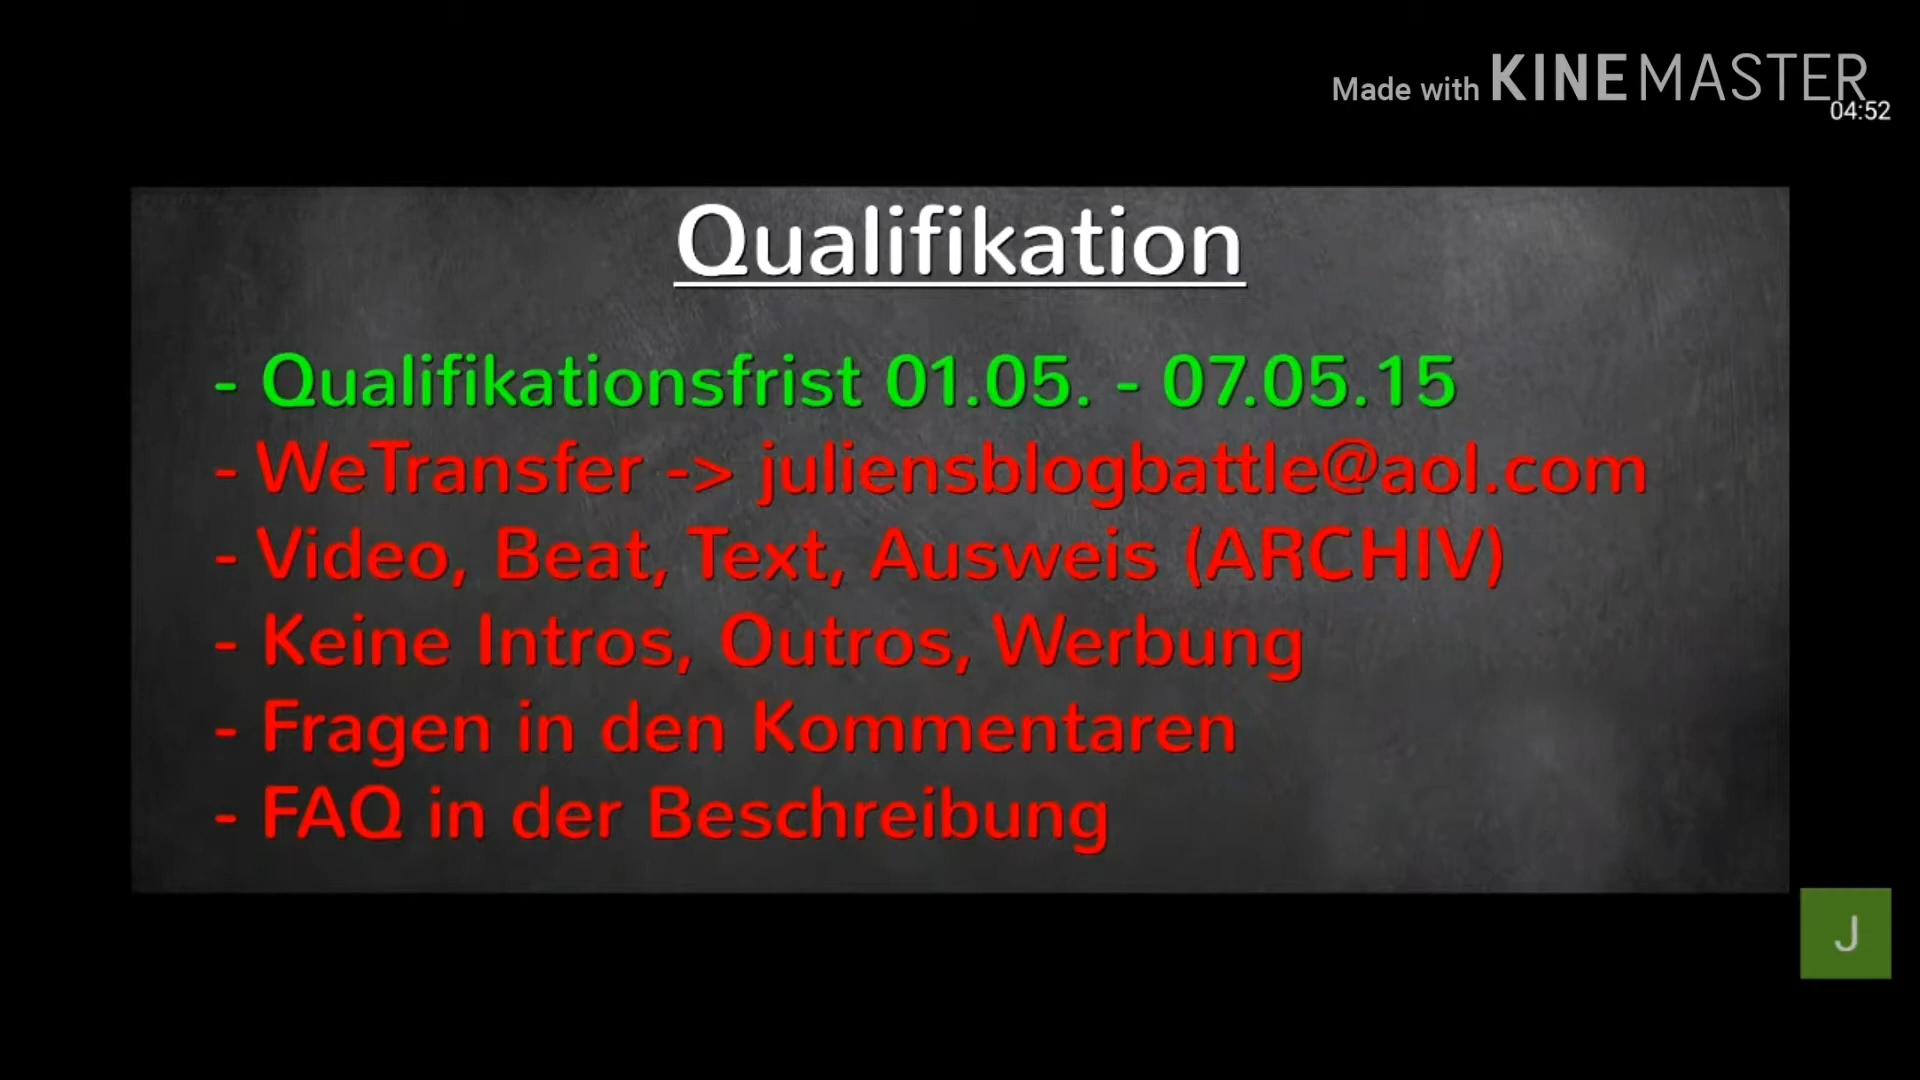 Made with KINEMASTER
04:52
Qualifikation
- Qualifikationsfrist 01.05. - 07.05.15
- WeTransfer -> juliensblogbattle@aol.com
- Video, Beat, Text, Ausweis (ARCHIV)
- Keine Intros, Outros, Werbung
- Fragen in den Kommentaren
- FAQ in der Beschreibung
J